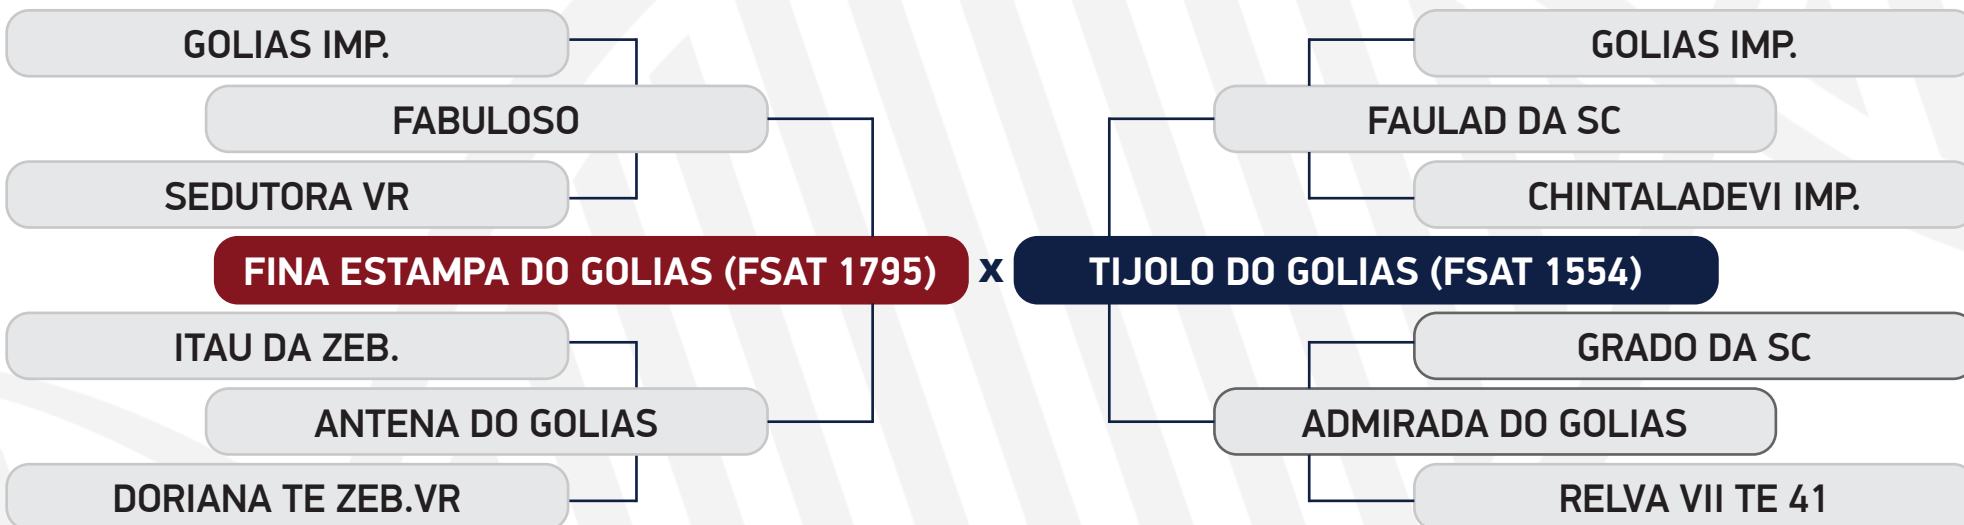 GOLIAS IMP.
GOLIAS IMP.
FABULOSO
FAULAD DA SC
SEDUTORA VR
CHINTALADEVI IMP.
FINA ESTAMPA DO GOLIAS (FSAT 1795) X TIJOLO DO GOLIAS (FSAT 1554)
ITAU DA ZEB.
GRADO DA SC
ANTENA DO GOLIAS
ADMIRADA DO GOLIAS
DORIANA TE ZEB.VR
RELVA VII TE 41